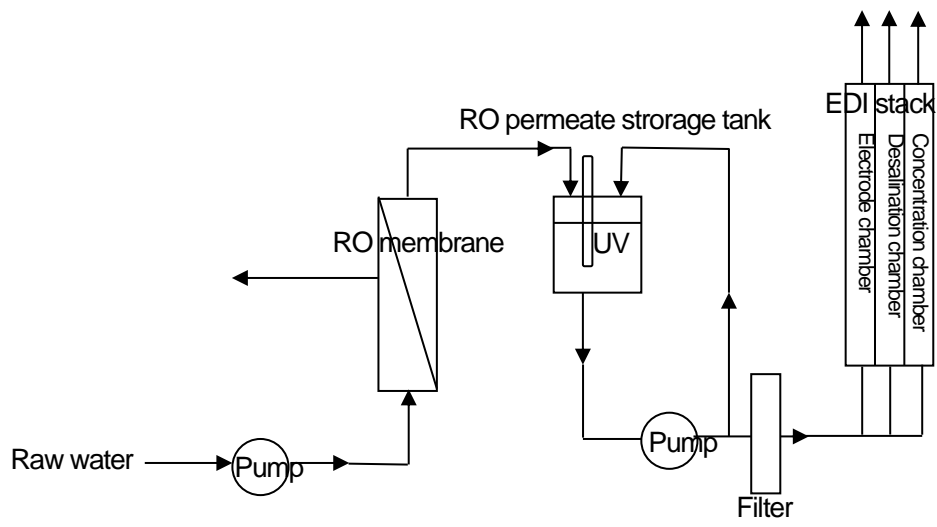 EDI stack
RO permeate strorage tank
Electrode chamber
Desalination chamber
Concentration chamber
RO membrane
UV
Raw water
Pump
Pump
Filter